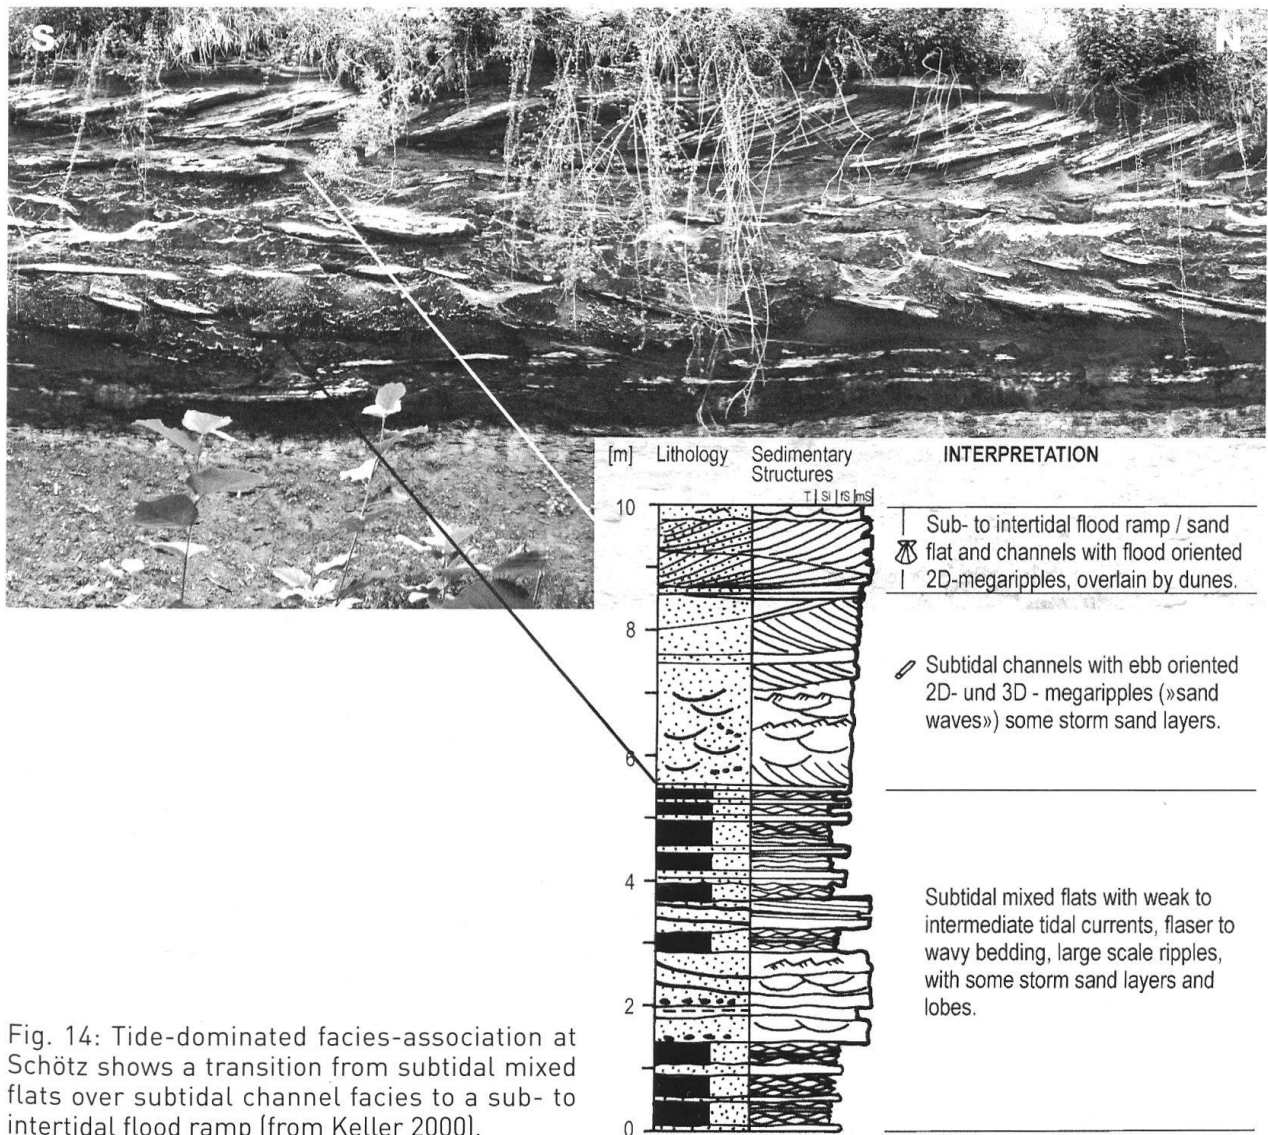 S
N
[m] Lithology Sedimentary Structures INTERPRETATION
T Si fS mS
10
8
6
4
2
0
Sub- to intertidal flood ramp / sand
flat and channels with flood oriented
2D-megaripples, overlain by dunes.
Subtidal channels with ebb oriented
2D- und 3D - megaripples (»sand
waves») some storm sand layers.
Subtidal mixed flats with weak to
intermediate tidal currents, flaser to
wavy bedding, large scale ripples,
with some storm sand layers and
lobes.
Fig. 14: Tide-dominated facies-association at
Schötz shows a transition from subtidal mixed
flats over subtidal channel facies to a sub- to
intertidal flood ramp (from Keller 2000).